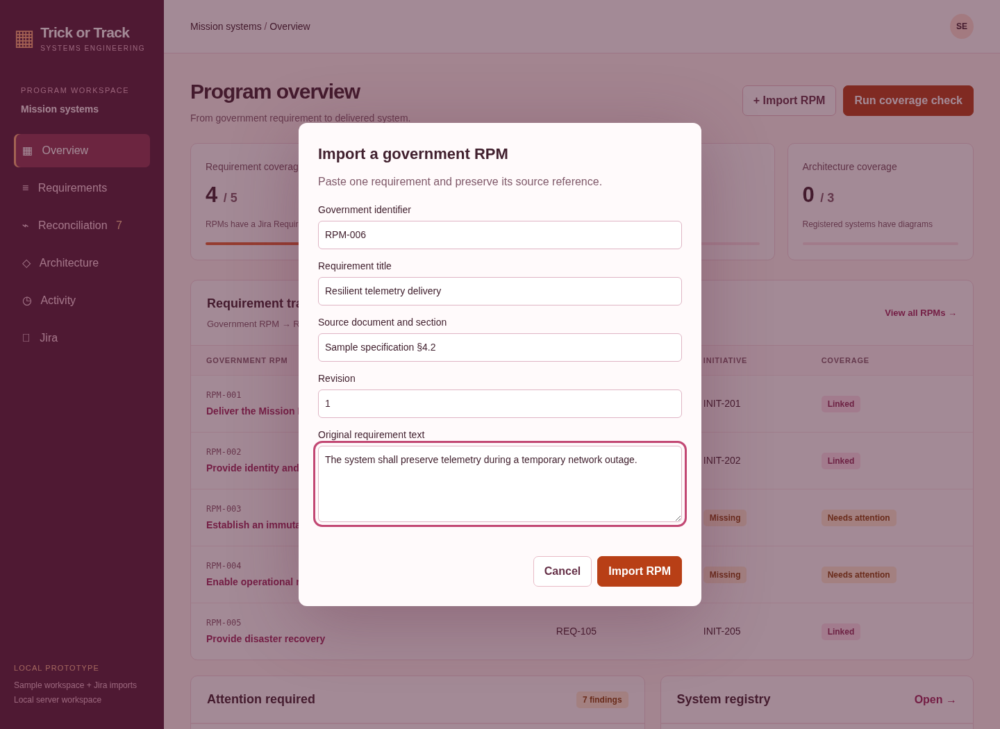 Trick or Track
SYSTEMS ENGINEERING
PROGRAM WORKSPACE
Mission systems
Overview
Requirements
Reconciliation 7
Architecture
Activity
Jira
LOCAL PROTOTYPE
Sample workspace + Jira imports
Local server workspace
Mission systems / Overview
SE
Program overview
From government requirement to delivered system.
+ Import RPM
Run coverage check
Requirement coverag
4 / 5
RPMs have a Jira Requir
Architecture coverage
0 / 3
Registered systems have diagrams
Import a government RPM
Paste one requirement and preserve its source reference.
Government identifier
RPM-006
Requirement title
Resilient telemetry delivery
Source document and section
Sample specification §4.2
Revision
1
Original requirement text
The system shall preserve telemetry during a temporary network outage.
Cancel
Import RPM
Requirement tra
Government RPM → R
View all RPMs →
GOVERNMENT RPM INITIATIVE COVERAGE
RPM-001
Deliver the Mission INIT-201 Linked
RPM-002
Provide identity and INIT-202 Linked
RPM-003
Establish an immuta Missing Needs attention
RPM-004
Enable operational Missing Needs attention
RPM-005
Provide disaster recovery REQ-105 INIT-205 Linked
Attention required 7 findings
System registry Open →